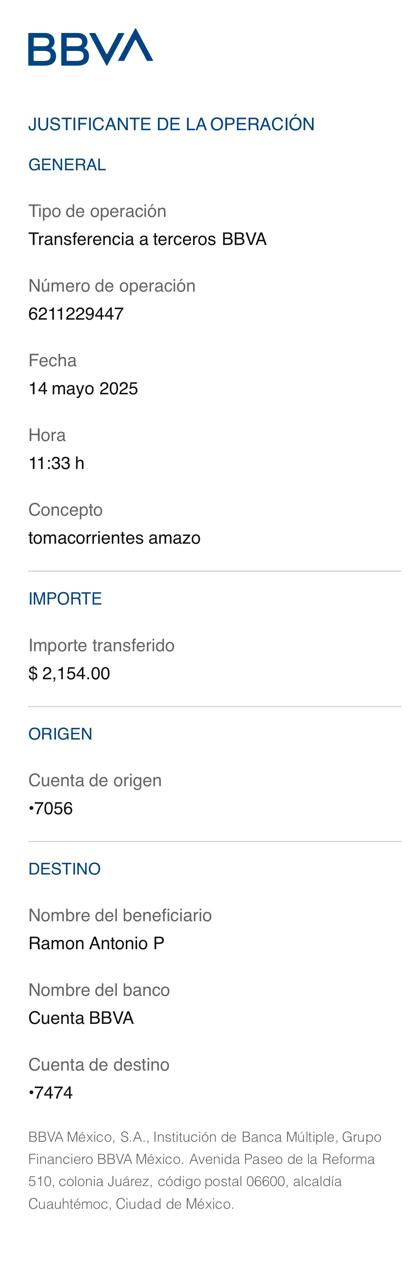 BBVA
JUSTIFICANTE DE LA OPERACIÓN
GENERAL
Tipo de operación
Transferencia a terceros BBVA
Número de operación
6211229447
Fecha
14 mayo 2025
Hora
11:33 h
Concepto
tomacorrientes amazo
IMPORTE
Importe transferido
$ 2,154.00
ORIGEN
Cuenta de origen
•7056
DESTINO
Nombre del beneficiario
Ramon Antonio P
Nombre del banco
Cuenta BBVA
Cuenta de destino
•7474
BBVA México, S.A., Institución de Banca Múltiple, Grupo
Financiero BBVA México. Avenida Paseo de la Reforma
510, colonia Juárez, código postal 06600, alcaldía
Cuauhtémoc, Ciudad de México.